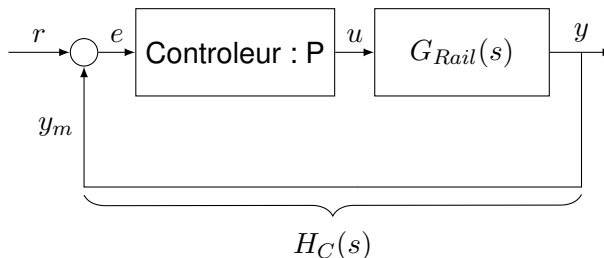 r
e
Controleur : P
u
G_{Rail}(s)
y
y_m
H_C(s)